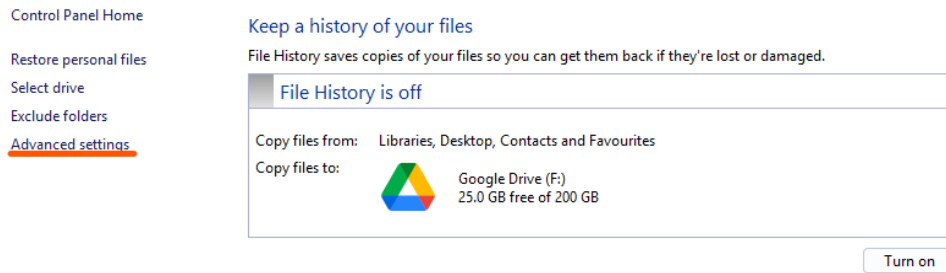 Control Panel Home
Restore personal files
Select drive
Exclude folders
Advanced settings
Keep a history of your files
File History saves copies of your files so you can get them back if they're lost or damaged.
File History is off
Copy files from: Libraries, Desktop, Contacts and Favourites
Copy files to:
Google Drive (F:)
25.0 GB free of 200 GB
Turn on